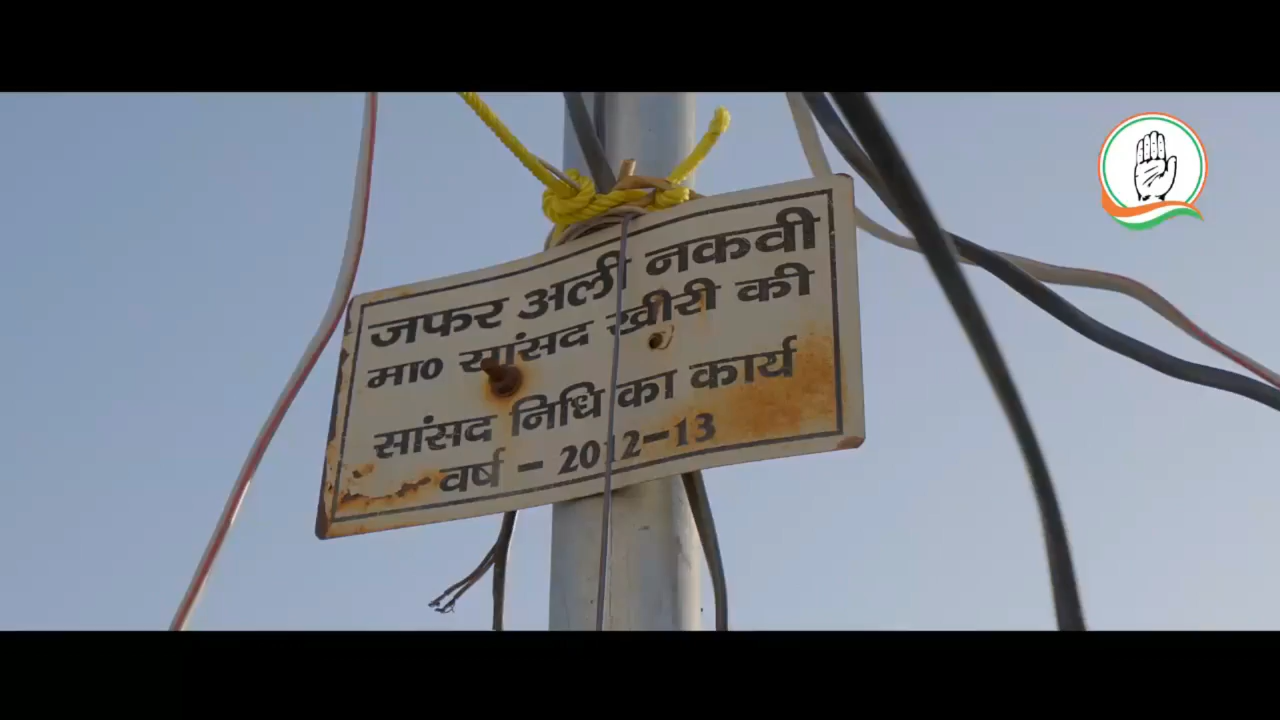 जफर अली नकवी
मा० सांसद खीरी की
सांसद निधि का कार्य
वर्ष - 2012-13